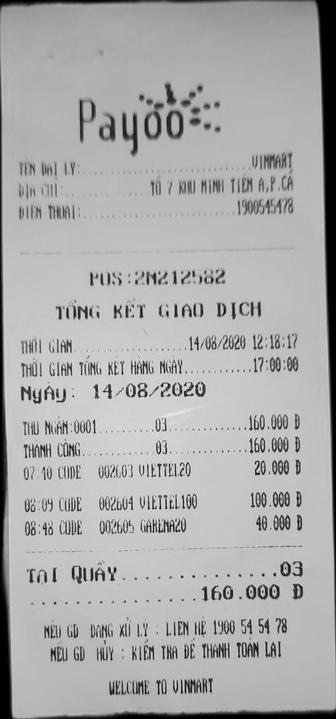 Payoo
TÊN ĐẠI LÝ:..........................VINMART
ĐỊA CHỈ:..........TỔ 7 KHU MINH TIẾN A,P.CẨ
ĐIỆN THOẠI:........................1900545478
POS:2M212582
TỔNG KẾT GIAO DỊCH
THỜI GIAN.................14/08/2020 12:18:17
THỜI GIAN TỔNG KẾT HÀNG NGÀY.........17:00:00
Ngày: 14/08/2020
THU NGÂN:0001..........03..........160.000 Đ
THÀNH CÔNG.............03..........160.000 Đ
07:40 CODE 002603 VIETTEL20 20.000 Đ
08:09 CODE 002604 VIETTEL100 100.000 Đ
08:48 CODE 002605 GARENA20 40.000 Đ
TẠI QUẦY..............03
...............160.000 Đ
NẾU GD ĐANG XỬ LÝ : LIÊN HỆ 1900 54 54 78
NẾU GD HỦY : KIỂM TRA ĐỂ THANH TOÁN LẠI
WELCOME TO VINMART